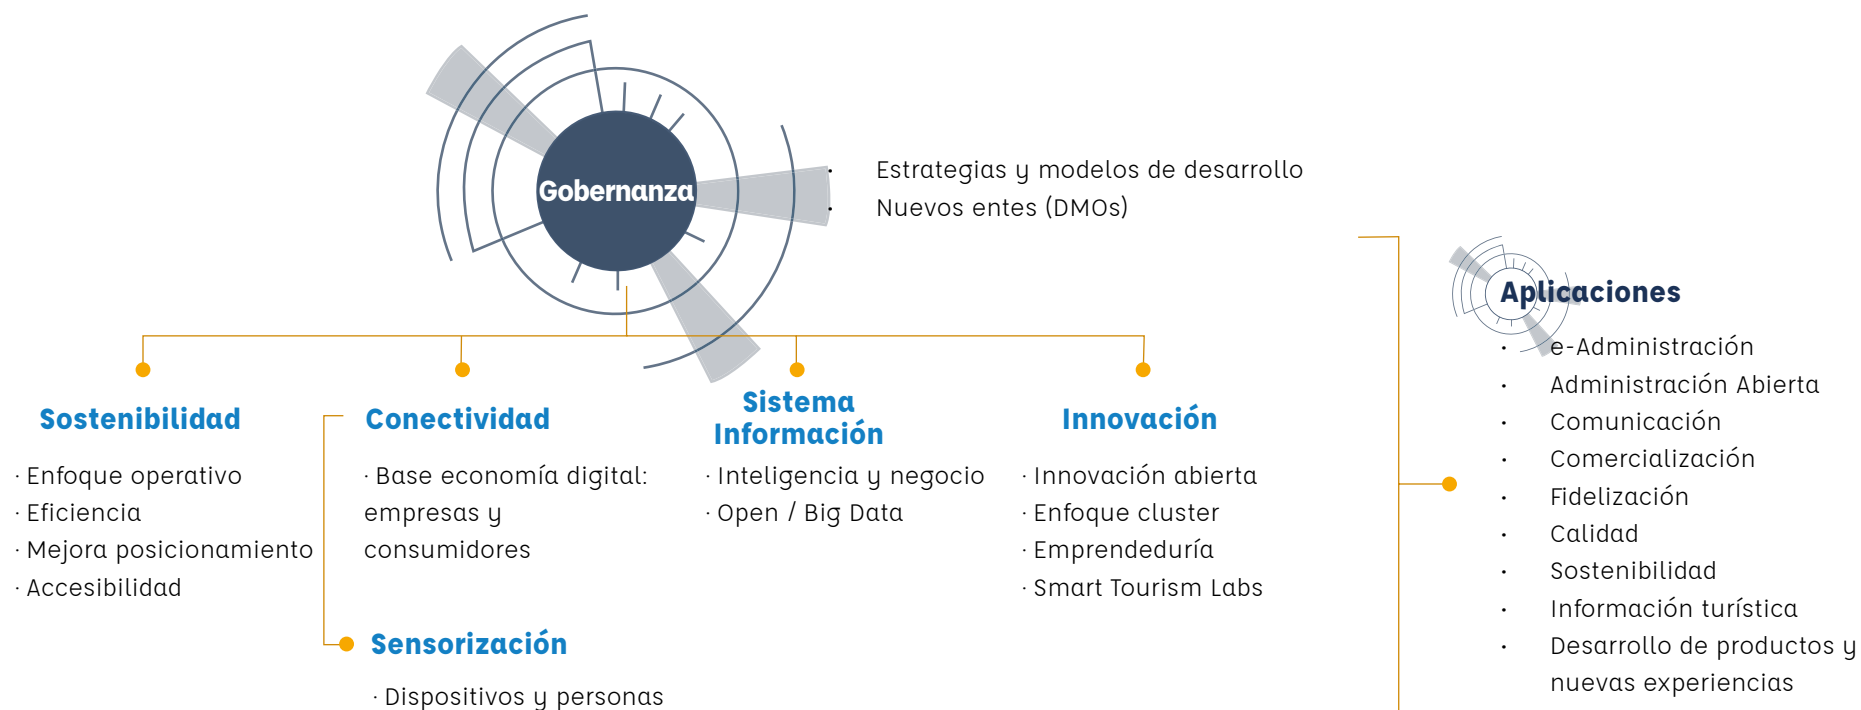 Gobernanza
· Estrategias y modelos de desarrollo
· Nuevos entes (DMOs)
Sostenibilidad
· Enfoque operativo
· Eficiencia
· Mejora posicionamiento
· Accesibilidad
Conectividad
· Base economía digital:
empresas y
consumidores
Sensorización
· Dispositivos y personas
Sistema
Información
· Inteligencia y negocio
· Open / Big Data
Innovación
· Innovación abierta
· Enfoque cluster
· Emprendeduría
· Smart Tourism Labs
Aplicaciones
· e-Administración
· Administración Abierta
· Comunicación
· Comercialización
· Fidelización
· Calidad
· Sostenibilidad
· Información turística
· Desarrollo de productos y
nuevas experiencias